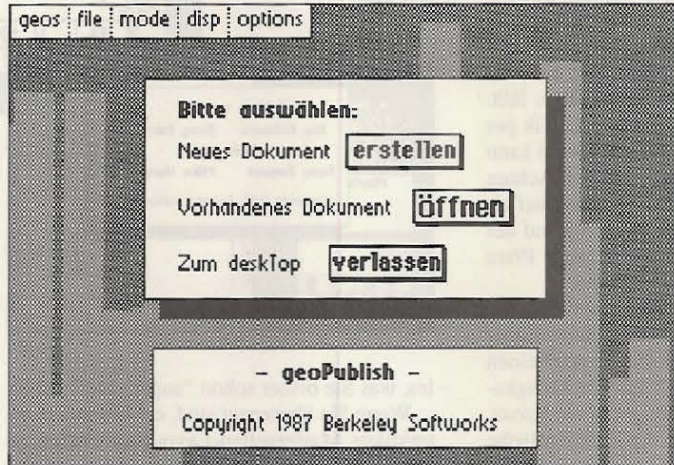 geos file mode disp options
Bitte auswählen:
Neues Dokument erstellen
Vorhandenes Dokument Öffnen
Zum deskTop verlassen
- geoPublish -
Copyright 1987 Berkeley Softworks